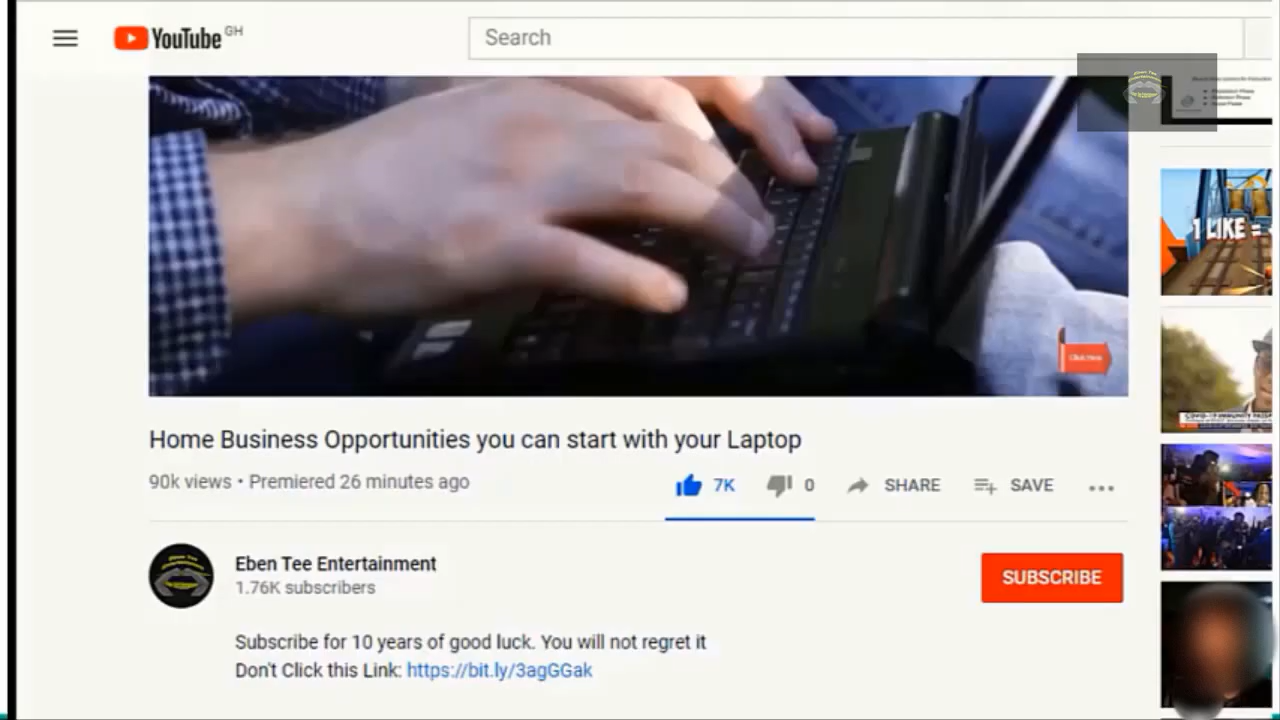 YouTube GH
Search
Click Here
1 LIKE =
Home Business Opportunities you can start with your Laptop
90k views • Premiered 26 minutes ago
7K
0
SHARE
SAVE
Eben Tee Entertainment
1.76K subscribers
SUBSCRIBE
Subscribe for 10 years of good luck. You will not regret it
Don't Click this Link: https://bit.ly/3agGGak